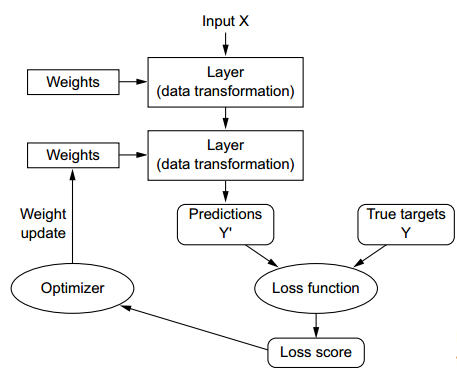 Input X
Weights
Layer
(data transformation)
Weights
Layer
(data transformation)
Weight
update
Predictions
Y'
True targets
Y
Optimizer
Loss function
Loss score